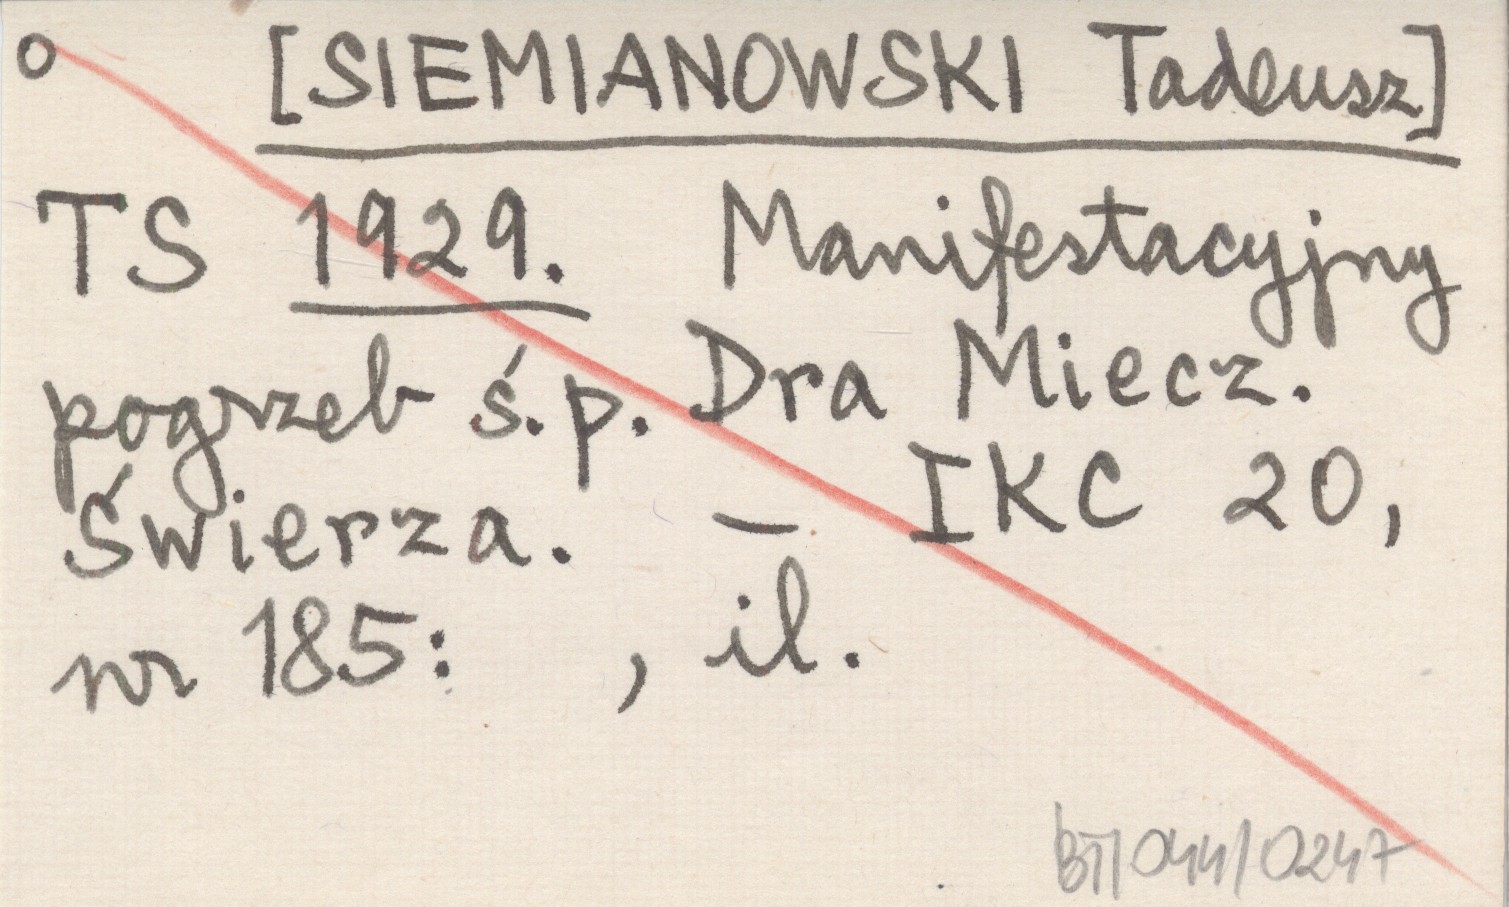 o [SIEMIANOWSKI Tadeusz]
TS 1929. Manifestacyjny
pogrzeb ś.p. Dra Miecz.
Świerza. – IKC 20,
nr 185: , il.
BT/044/0247